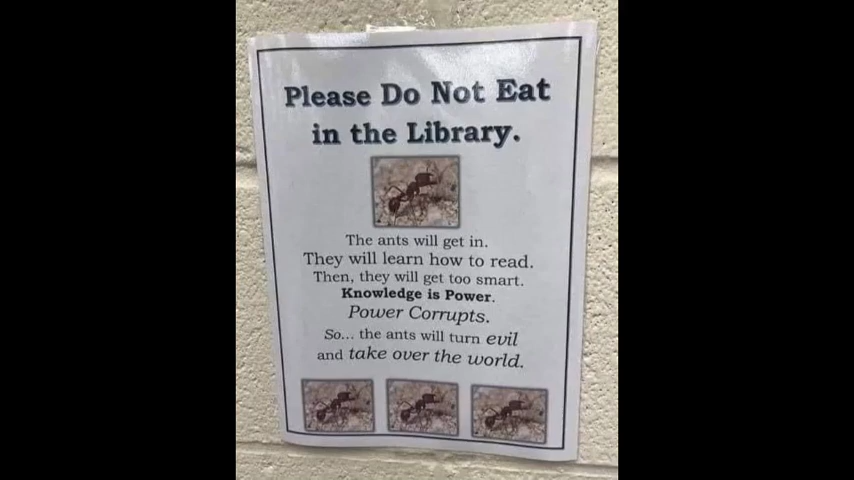 Please Do Not Eat
in the Library.
The ants will get in.
They will learn how to read.
Then, they will get too smart.
Knowledge is Power.
Power Corrupts.
So... the ants will turn evil
and take over the world.